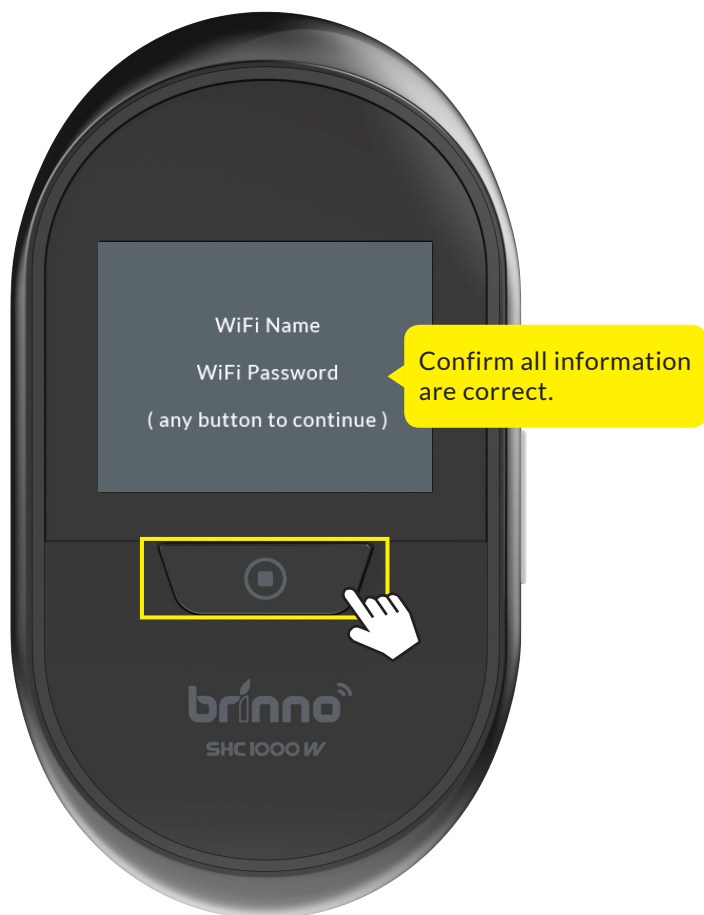 WiFi Name
WiFi Password
( any button to continue )
Confirm all information
are correct.
brinno
SHC1000W